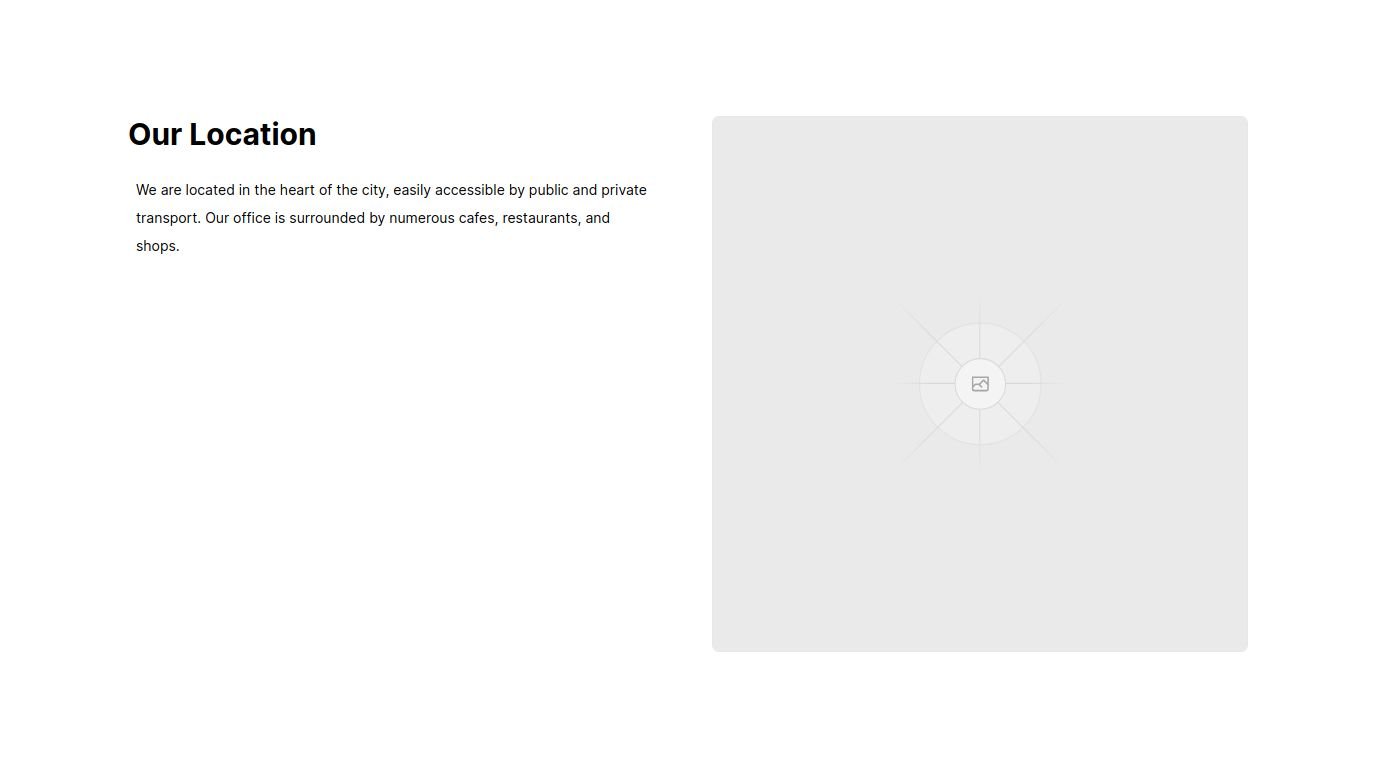 Our Location
We are located in the heart of the city, easily accessible by public and private
transport. Our office is surrounded by numerous cafes, restaurants, and
shops.